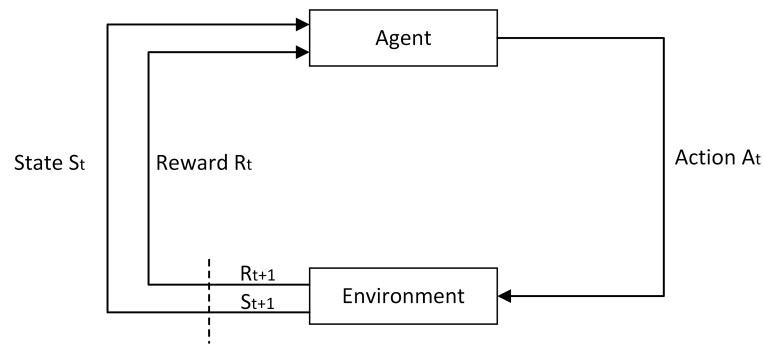 Agent
State St
Reward Rt
Action At
Rt+1
St+1
Environment